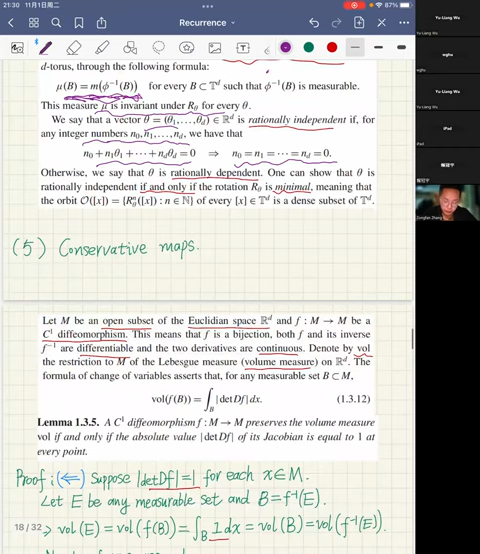 21:30 11月1日周二
87%
Recurrence
d-torus, through the following formula:
μ(B) = m(ϕ⁻¹(B)) for every B ⊂ 𝕋ᵈ such that ϕ⁻¹(B) is measurable.
This measure μ is invariant under R_θ for every θ.
We say that a vector θ = (θ₁,...,θ_d) ∈ ℝᵈ is rationally independent if, for
any integer numbers n₀, n₁,..., n_d, we have that
n₀ + n₁θ₁ + ··· + n_dθ_d = 0 ⇒ n₀ = n₁ = ··· = n_d = 0.
Otherwise, we say that θ is rationally dependent. One can show that θ is
rationally independent if and only if the rotation R_θ is minimal, meaning that
the orbit O([x]) = {R_θⁿ([x]) : n ∈ ℕ} of every [x] ∈ 𝕋ᵈ is a dense subset of 𝕋ᵈ.
(5) Conservative maps.
Let M be an open subset of the Euclidian space ℝᵈ and f : M → M be a
C¹ diffeomorphism. This means that f is a bijection, both f and its inverse
f⁻¹ are differentiable and the two derivatives are continuous. Denote by vol
the restriction to M of the Lebesgue measure (volume measure) on ℝᵈ. The
formula of change of variables asserts that, for any measurable set B ⊂ M,
vol(f(B)) = ∫_B |det Df| dx. (1.3.12)
Lemma 1.3.5. A C¹ diffeomorphism f : M → M preserves the volume measure
vol if and only if the absolute value |det Df| of its Jacobian is equal to 1 at
every point.
Proof: (⇐) Suppose |det Df| = 1 for each x ∈ M.
Let E be any measurable set and B = f⁻¹(E).
⇒ vol(E) = vol(f(B)) = ∫_B 1 dx = vol(B) = vol(f⁻¹(E)).
18 / 32
Yu-Liang Wu
Yu-Liang Wu
wghu
wghu
Yu-Liang Wu
Yu-Liang Wu
iPad
iPad